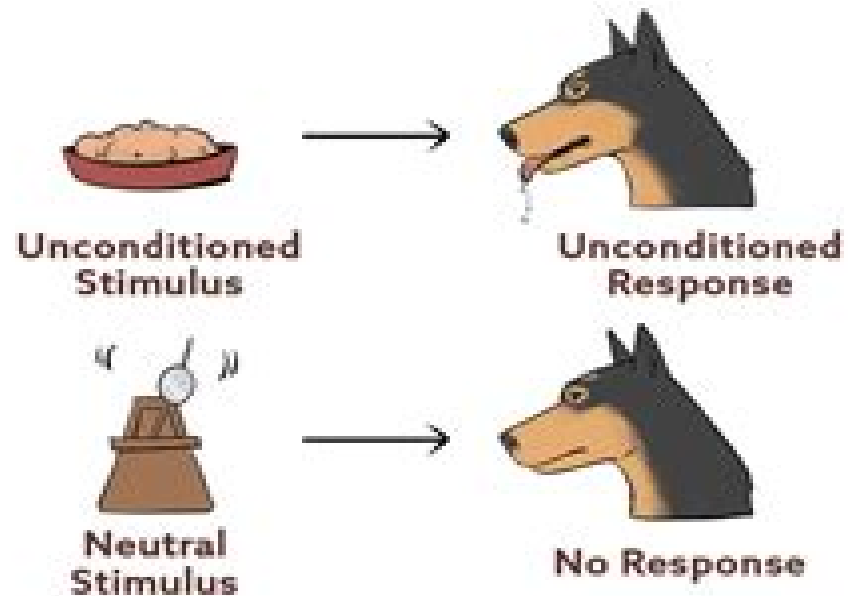 Unconditioned
Stimulus
Unconditioned
Response
Neutral
Stimulus
No Response